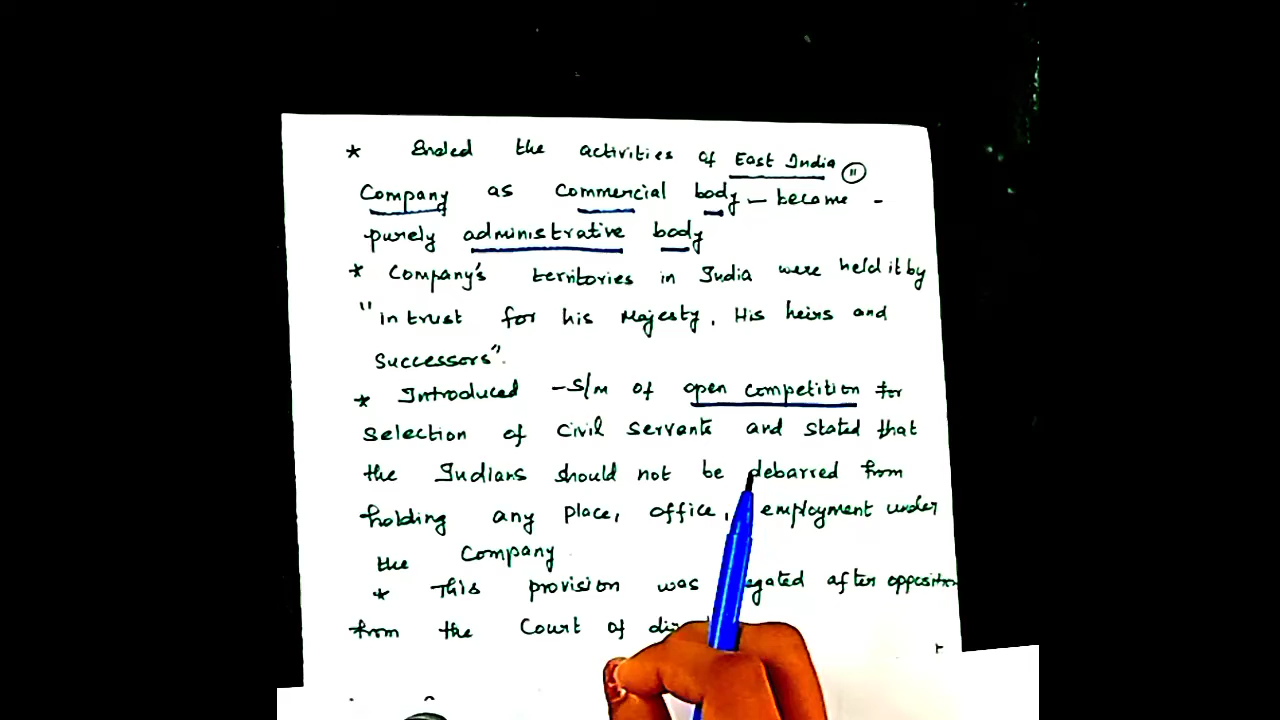 * Ended the activities of East India
Company as commercial body – became -
purely administrative body
* Company's territories in India were held it by
"in trust for his Majesty, His heirs and
Successors".
* Introduced - S/M of open competition for
selection of civil servants and stated that
the Indians should not be debarred from
holding any place, office, employment under
the Company
* This provision was after opposition
from the Court of